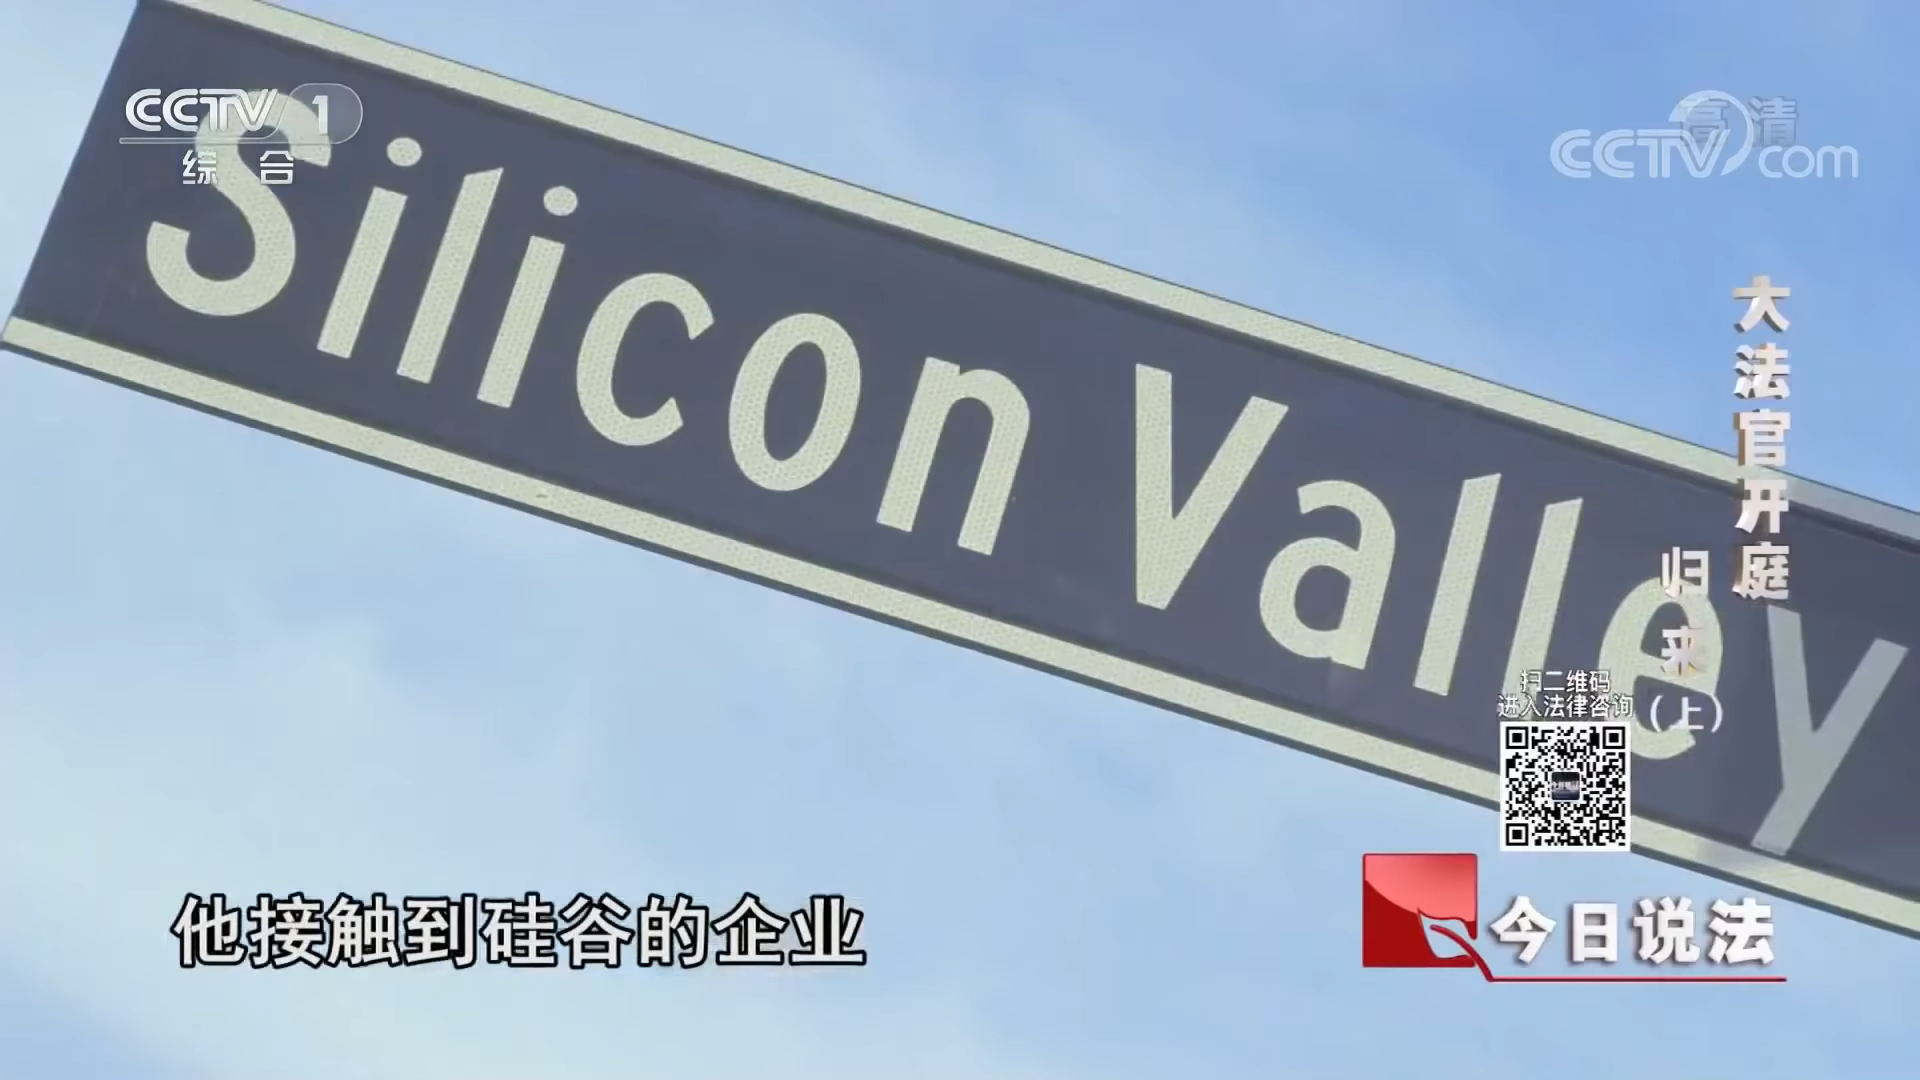 CCTV 1
综合
高清
CCTV.com
Silicon Valley
大法官开庭
归来
(上)
扫二维码
进入法律咨询
他接触到硅谷的企业
今日说法